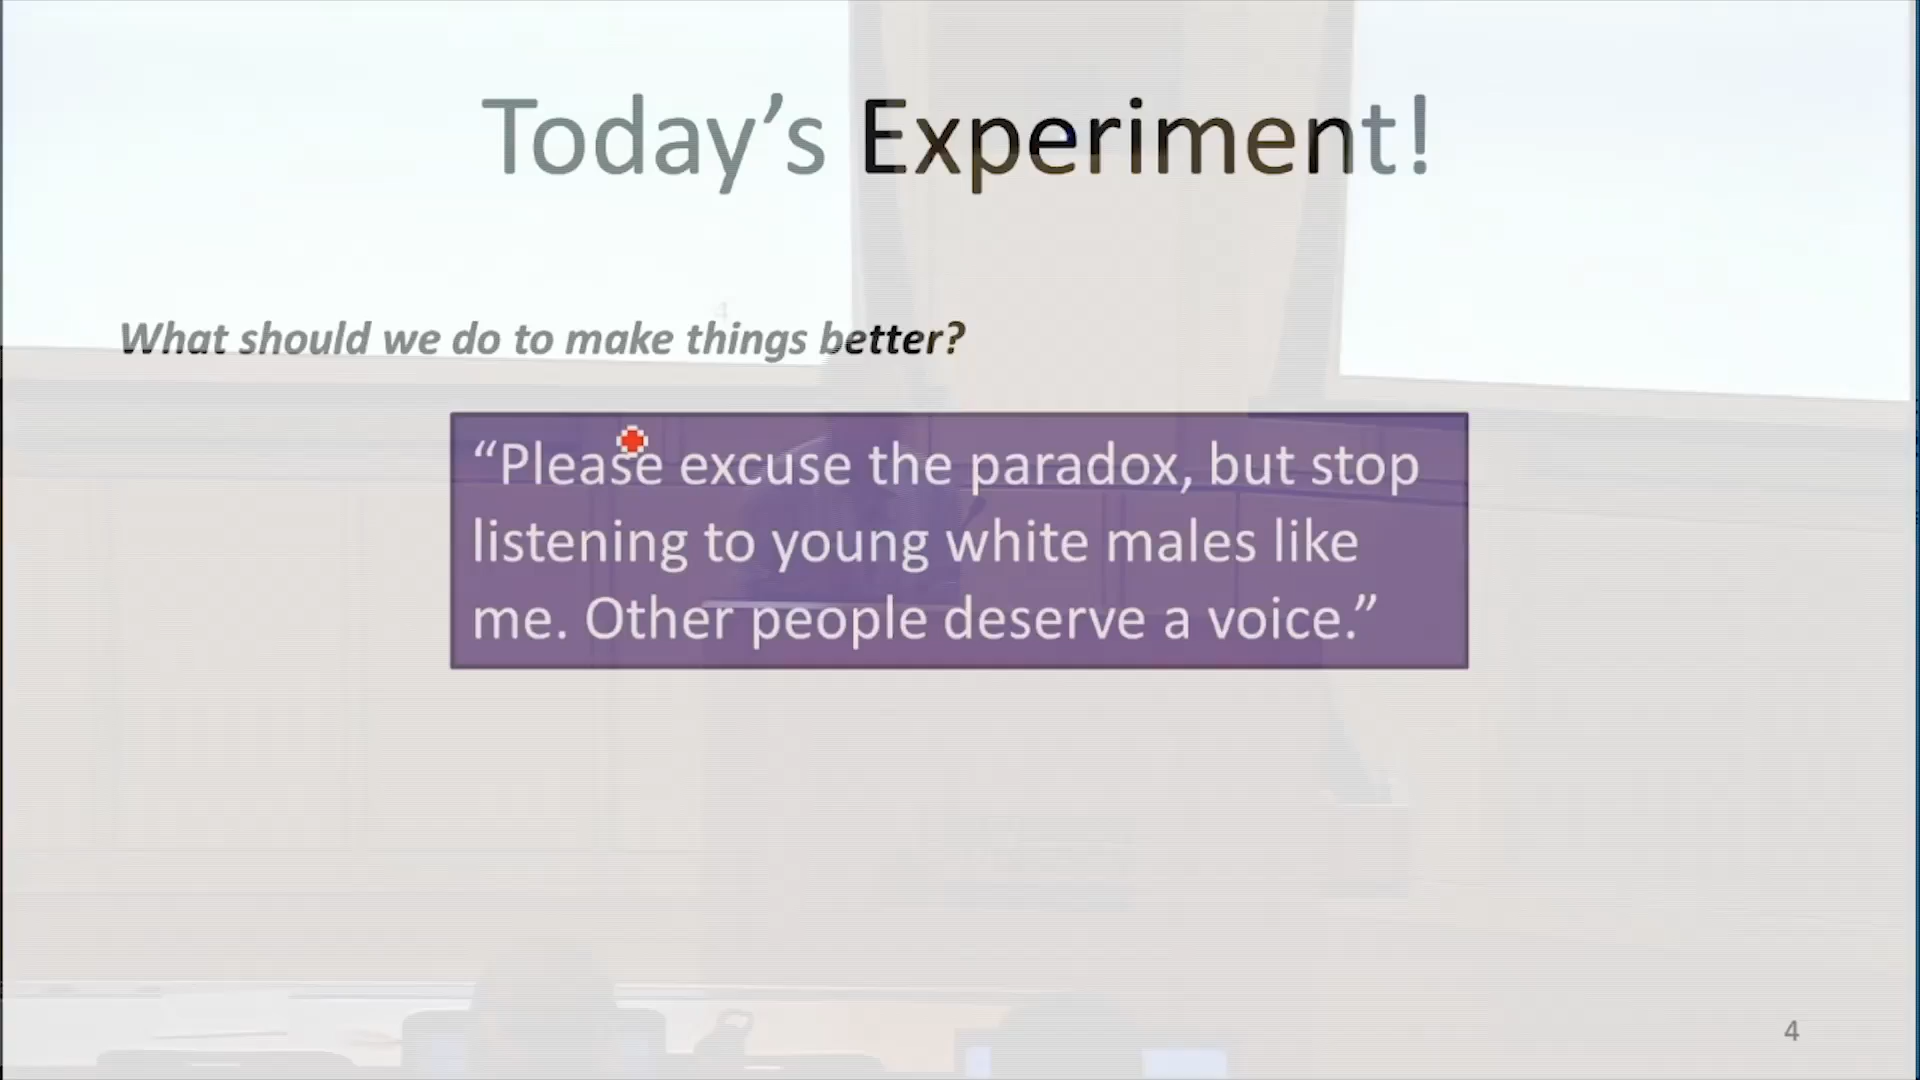 Today’s Experiment!
What should we do to make things better?
“Please excuse the paradox, but stop
listening to young white males like
me. Other people deserve a voice.”
4